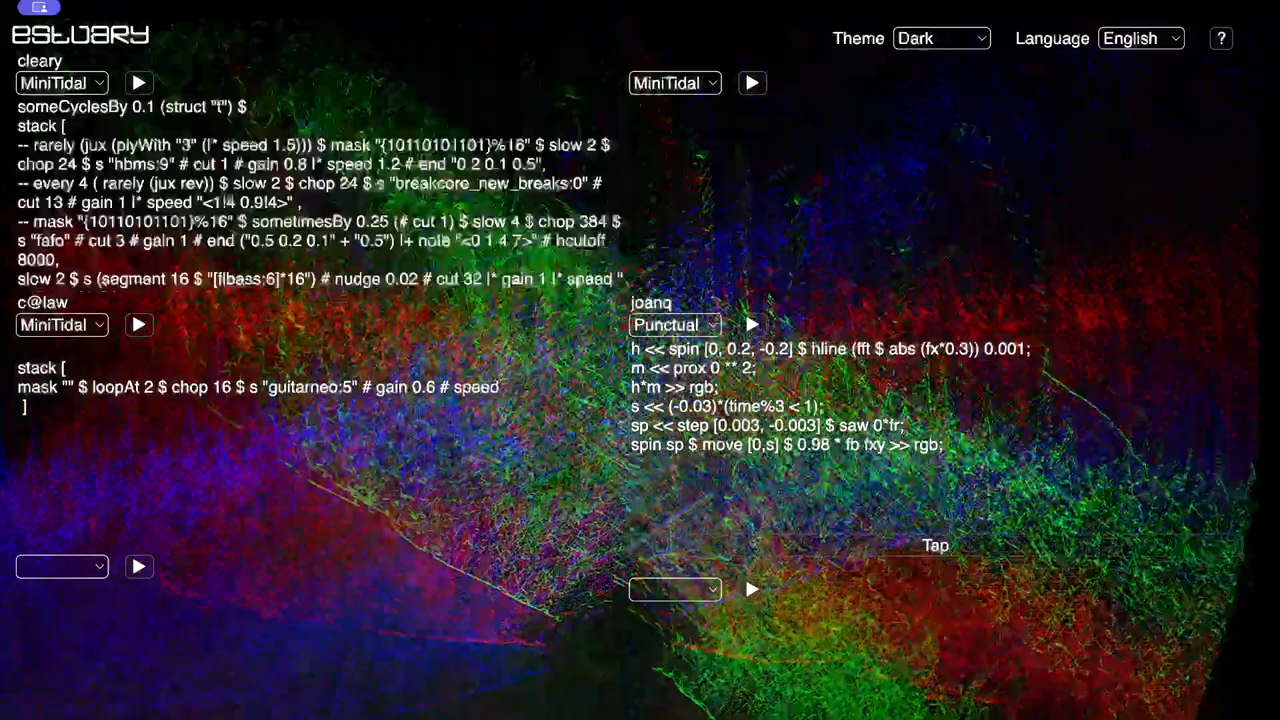 estuary
Theme Dark Language English ?
cleary
MiniTidal
MiniTidal
someCyclesBy 0.1 (struct "t") $
stack [
-- rarely (jux (plyWith "3" (|* speed 1.5))) $ mask "{10110101101}%16" $ slow 2 $
chop 24 $ s "hbms:9" # cut 1 # gain 0.8 |* speed 1.2 # end "0 2 0.1 0.5",
-- every 4 ( rarely (jux rev)) $ slow 2 $ chop 24 $ s "breakcore_new_breaks:0" #
cut 13 # gain 1 |* speed "<1!4 0.9!4>" ,
-- mask "{10110101101}%16" $ sometimesBy 0.25 (# cut 1) $ slow 4 $ chop 384 $
s "fafo" # cut 3 # gain 1 # end ("0.5 0.2 0.1" + "0.5") |+ note "<0 1 4 7>" # hcutoff
8000,
slow 2 $ s (segment 16 $ "[flbass:6]*16") # nudge 0.02 # cut 32 |* gain 1 |* speed "
c@law
MiniTidal
stack [
mask "" $ loopAt 2 $ chop 16 $ s "guitarneo:5" # gain 0.6 # speed
]
joanq
Punctual
h << spin [0, 0.2, -0.2] $ hline (fft $ abs (fx*0.3)) 0.001;
m << prox 0 ** 2;
h*m >> rgb;
s << (-0.03)*(time%3 < 1);
sp << step [0.003, -0.003] $ saw 0*fr;
spin sp $ move [0,s] $ 0.98 * fb fxy >> rgb;
Tap